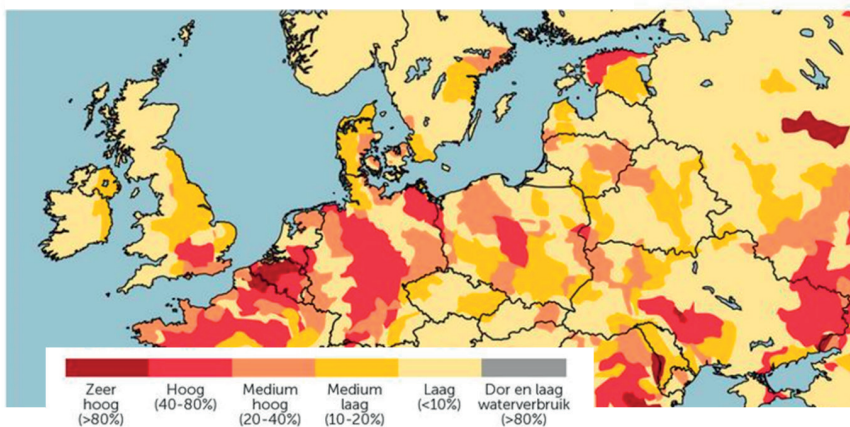 Zeer
hoog
(>80%)
Hoog
(40-80%)
Medium
hoog
(20-40%)
Medium
laag
(10-20%)
Laag
(<10%)
Dor en laag
waterverbruik
(>80%)